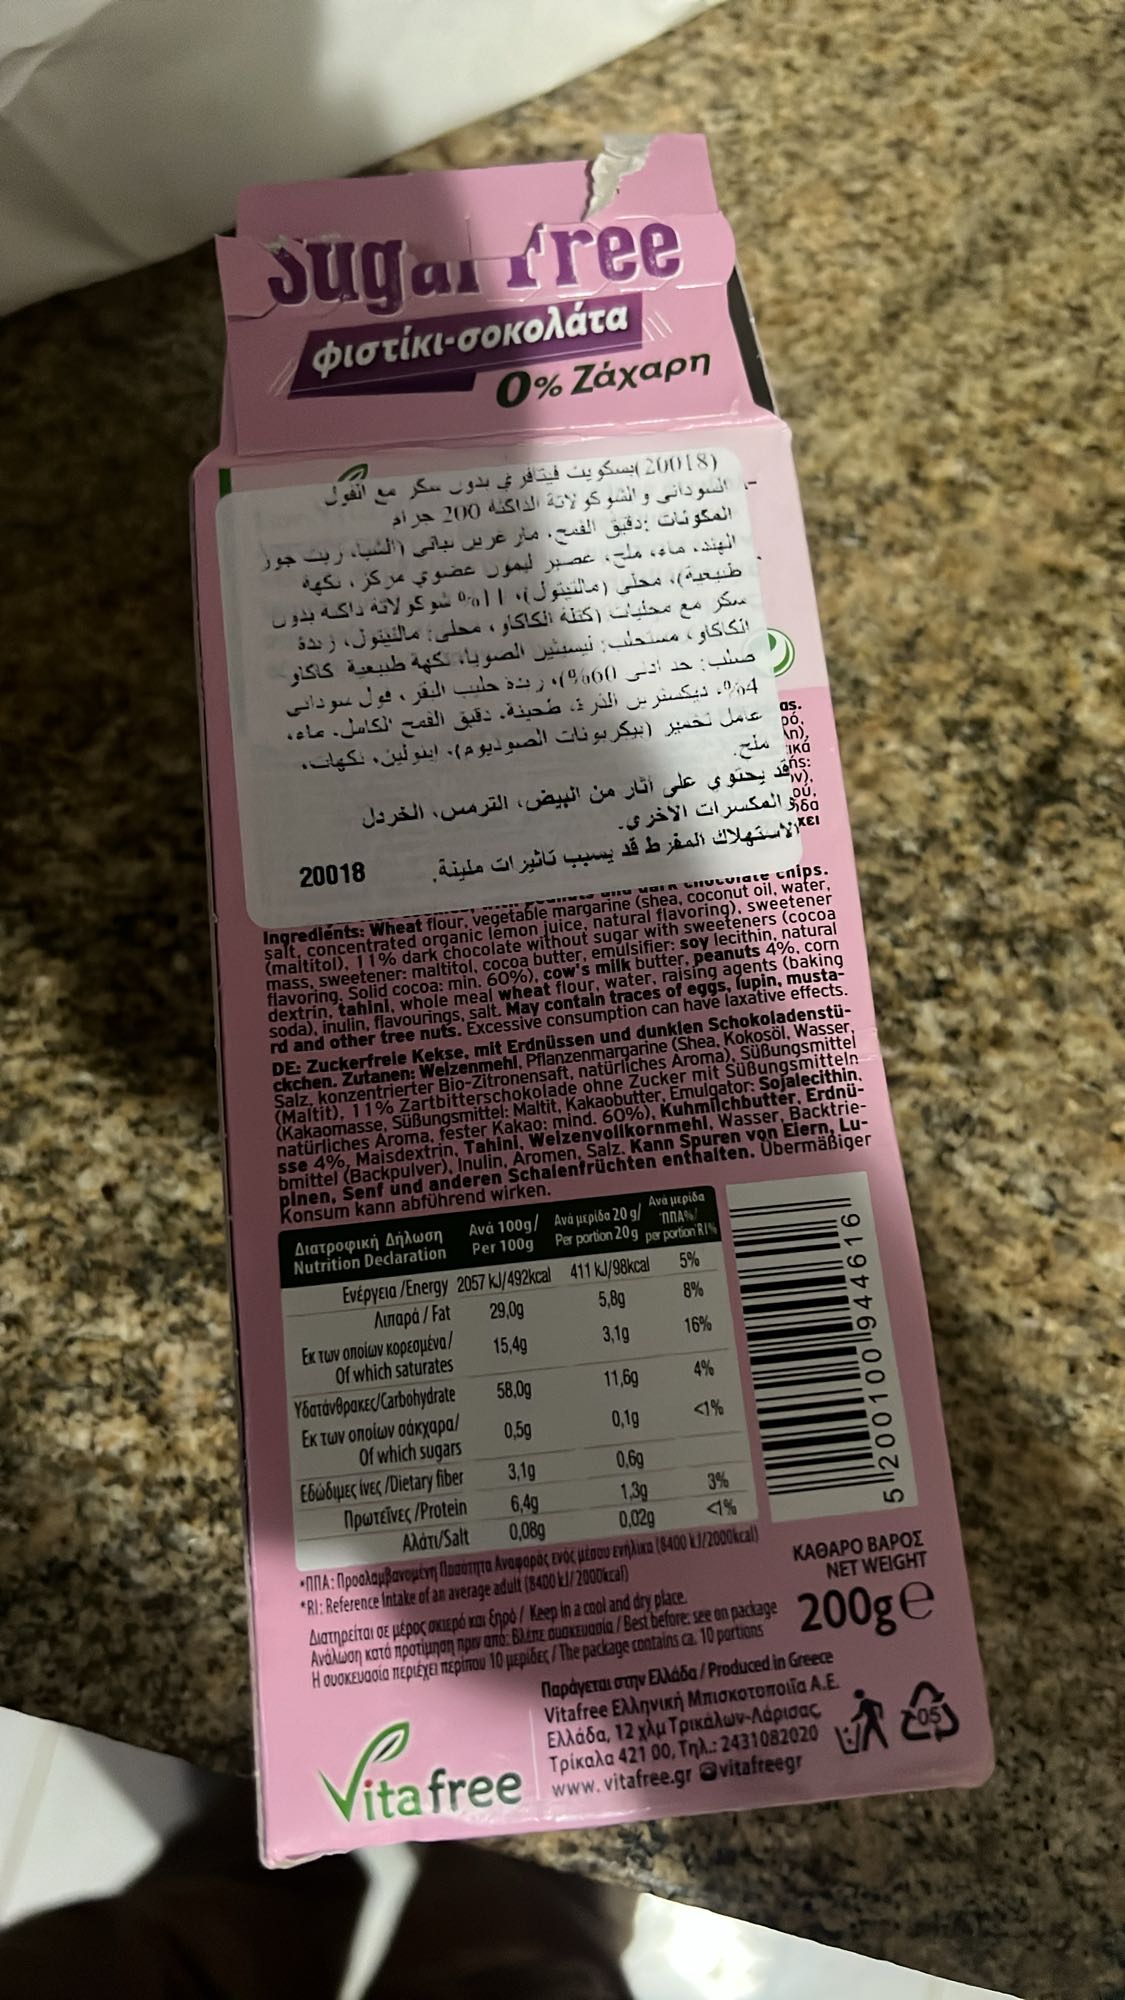 Sugar Free
φιστίκι-σοκολάτα
0% Ζάχαρη
(20018)بسكويت فيتافري بدون سكر مع الفول
السوداني و الشوكولاتة الداكنة 200 جرام
المكونات :دقيق القمح، مارغرين نباتي (الشيا، زيت جوز
الهند، ماء، ملح، عصير ليمون عضوي مركز، نكهة
طبيعية)، محلي (مالتيتول)، 11% شوكولاتة داكنة بدون
سكر مع محليات (كتلة الكاكاو، محلي: مالتيتول، زبدة
الكاكاو، مستحلب: ليسيثين الصويا، نكهة طبيعية كاكاو
صلب: حد أدنى 60%)، زبدة حليب البقر، فول سوداني
4%، ديكسترين الذرة، طحينة، دقيق القمح الكامل، ماء،
عامل تخمير (بيكربونات الصوديوم)، إينولين، نكهات،
ملح.
قد يحتوي على آثار من البيض، الترمس، الخردل
و المكسرات الأخرى.
الاستهلاك المفرط قد يسبب تأثيرات ملينة.
20018
dark chocolate chips.
Ingredients: Wheat flour, vegetable margarine (shea, coconut oil, water,
salt, concentrated organic lemon juice, natural flavoring), sweetener
(maltitol), 11% dark chocolate without sugar with sweeteners (cocoa
mass, sweetener: maltitol, cocoa butter, emulsifier: soy lecithin, natural
flavoring, Solid cocoa: min. 60%), cow's milk butter, peanuts 4%, corn
dextrin, tahini, whole meal wheat flour, water, raising agents (baking
soda), inulin, flavourings, salt. May contain traces of eggs, lupin, musta-
rd and other tree nuts. Excessive consumption can have laxative effects.
DE: Zuckerfreie Kekse, mit Erdnüssen und dunklen Schokoladenstü-
ckchen. Zutanen: Weizenmehl, Pflanzenmargarine (Shea, Kokosöl, Wasser,
Salz, konzentrierter Bio-Zitronensaft, natürliches Aroma), Süßungsmittel
(Maltit), 11% Zartbitterschokolade ohne Zucker mit Süßungsmitteln
(Kakaomasse, Süßungsmittel: Maltit, Kakaobutter, Emulgator: Sojalecithin,
natürliches Aroma, fester Kakao: mind. 60%), Kuhmilchbutter, Erdnü-
sse 4%, Maisdextrin, Tahini, Weizenvollkornmehl, Wasser, Backtrie-
bmittel (Backpulver), Inulin, Aromen, Salz. Kann Spuren von Eiern, Lu-
pinen, Senf und anderen Schalenfrüchten enthalten. Übermäßiger
Konsum kann abführend wirken.
Διατροφική Δήλωση Ανά 100g/ Ανά μερίδα 20 g/ Ανά μερίδα ΠΠΑ%/
Nutrition Declaration Per 100g Per portion 20g per portion RI%
Ενέργεια /Energy 2057 kJ/492kcal 411 kJ/98kcal 5%
Λιπαρά / Fat 29,0g 5,8g 8%
Εκ των οποίων κορεσμένα/
Of which saturates 15,4g 3,1g 16%
Υδατάνθρακες/Carbohydrate 58,0g 11,6g 4%
Εκ των οποίων σάκχαρα/
Of which sugars 0,5g 0,1g <1%
Εδώδιμες ίνες /Dietary fiber 3,1g 0,6g
Πρωτεΐνες /Protein 6,4g 1,3g 3%
Αλάτι/Salt 0,08g 0,02g <1%
*ΠΠΑ: Προσλαμβανομένη Ποσότητα Αναφοράς ενός μέσου ενήλικα (8400 kJ/2000kcal)
*RI: Reference Intake of an average adult (8400 kJ/2000kcal)
Διατηρείται σε μέρος σκιερό και ξηρό / Keep in a cool and dry place.
Ανάλωση κατά προτίμηση πριν από: Βλέπε συσκευασία / Best before: see on package
Η συσκευασία περιέχει περίπου 10 μερίδες / The package contains ca. 10 portions
5 200100 944616
ΚΑΘΑΡΟ ΒΑΡΟΣ
NET WEIGHT
200g e
Παράγεται στην Ελλάδα / Produced in Greece
Vitafree Ελληνική Μπισκοτοποιΐα Α.Ε.
Ελλάδα, 12 χλμ Τρικάλων-Λάρισας,
Τρίκαλα 421 00, Τηλ.: 2431082020
www.vitafree.gr vitafreegr
05
Vitafree